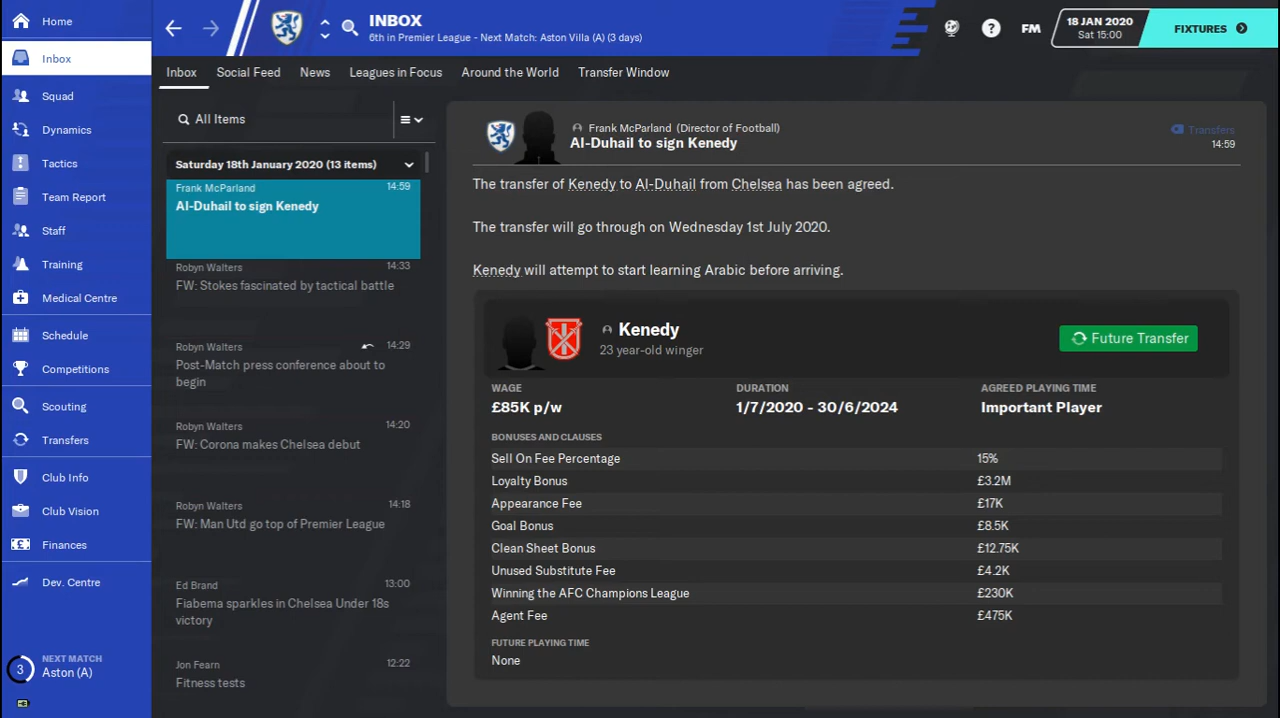 Home
Inbox
Squad
Dynamics
Tactics
Team Report
Staff
Training
Medical Centre
Schedule
Competitions
Scouting
Transfers
Club Info
Club Vision
Finances
Dev. Centre
3
NEXT MATCH
Aston (A)
INBOX
6th in Premier League - Next Match: Aston Villa (A) (3 days)
?
FM
18 JAN 2020
Sat 15:00
FIXTURES
Inbox Social Feed News Leagues in Focus Around the World Transfer Window
All Items
Saturday 18th January 2020 (13 items)
Frank McParland 14:59
Al-Duhail to sign Kenedy
Robyn Walters 14:33
FW: Stokes fascinated by tactical battle
Robyn Walters 14:29
Post-Match press conference about to
begin
Robyn Walters 14:20
FW: Corona makes Chelsea debut
Robyn Walters 14:18
FW: Man Utd go top of Premier League
Ed Brand 13:00
Fiabema sparkles in Chelsea Under 18s
victory
Jon Fearn 12:22
Fitness tests
Frank McParland (Director of Football)
Al-Duhail to sign Kenedy
Transfers
14:59
The transfer of Kenedy to Al-Duhail from Chelsea has been agreed.
The transfer will go through on Wednesday 1st July 2020.
Kenedy will attempt to start learning Arabic before arriving.
Kenedy
23 year-old winger
Future Transfer
WAGE DURATION AGREED PLAYING TIME
£85K p/w 1/7/2020 - 30/6/2024 Important Player
BONUSES AND CLAUSES
Sell On Fee Percentage 15%
Loyalty Bonus £3.2M
Appearance Fee £17K
Goal Bonus £8.5K
Clean Sheet Bonus £12.75K
Unused Substitute Fee £4.2K
Winning the AFC Champions League £230K
Agent Fee £475K
FUTURE PLAYING TIME
None